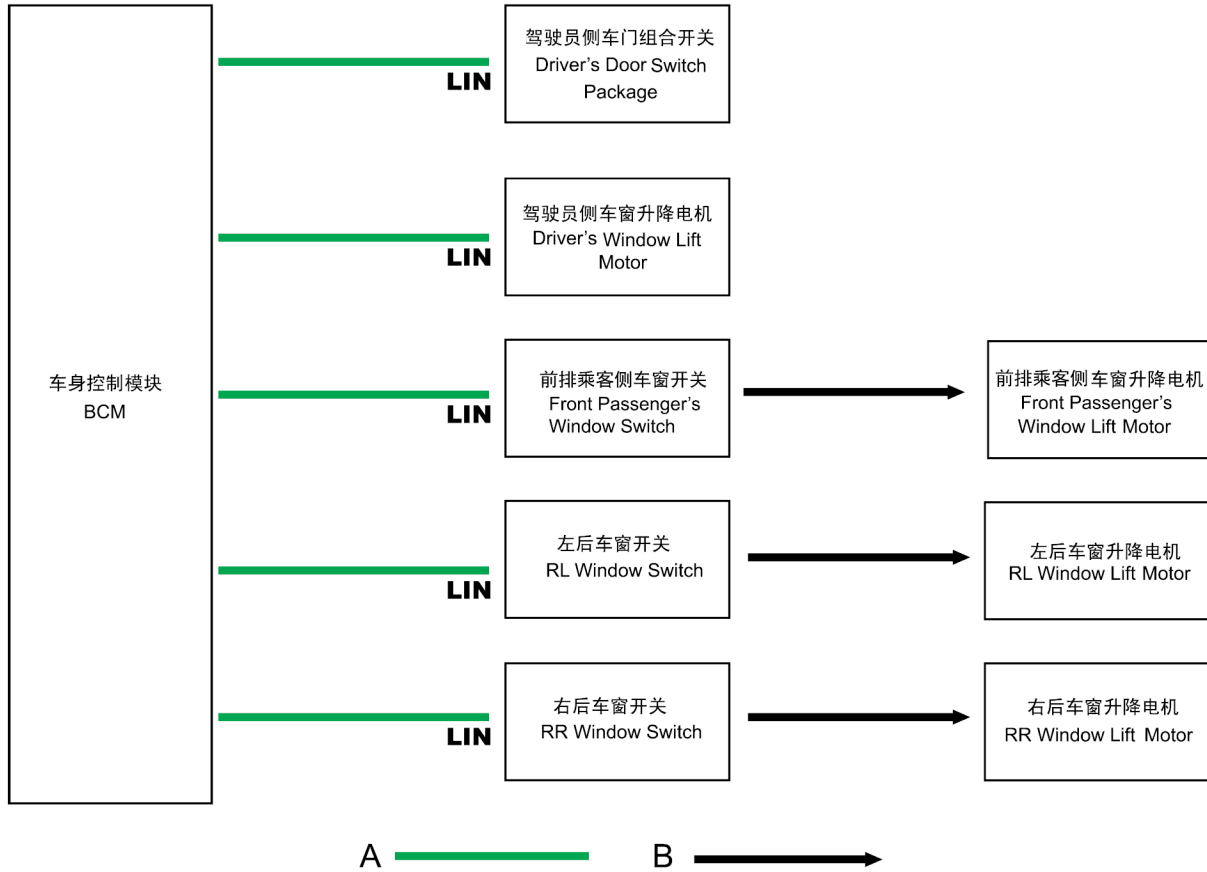 驾驶员侧车门组合开关
Driver's Door Switch
Package
LIN
驾驶员侧车窗升降电机
Driver's Window Lift
Motor
LIN
车身控制模块
BCM
前排乘客侧车窗开关
Front Passenger's
Window Switch
LIN
前排乘客侧车窗升降电机
Front Passenger's
Window Lift Motor
左后车窗开关
RL Window Switch
LIN
左后车窗升降电机
RL Window Lift Motor
右后车窗开关
RR Window Switch
LIN
右后车窗升降电机
RR Window Lift Motor
A
B